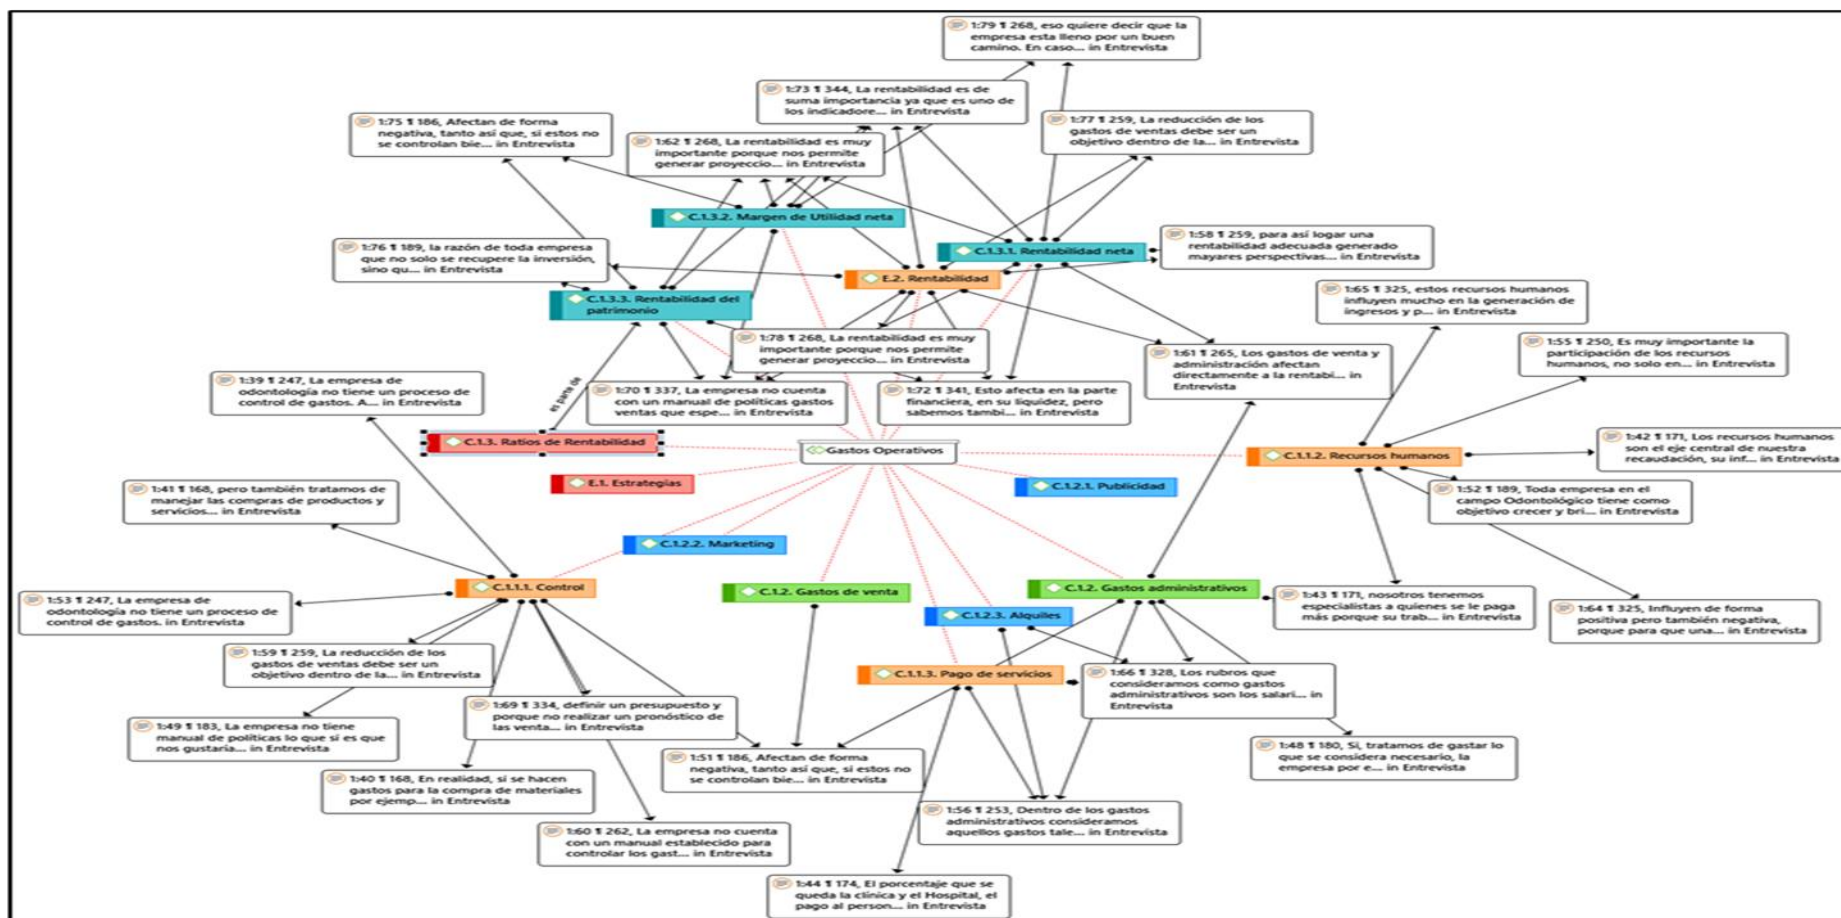 1:79 ¶ 268, eso quiere decir que la
empresa esta lleno por un buen
camino. En caso... in Entrevista
1:73 ¶ 344, La rentabilidad es de
suma importancia ya que es uno de
los indicadore... in Entrevista
1:75 ¶ 186, Afectan de forma
negativa, tanto así que, si estos no
se controlan bie... in Entrevista
1:77 ¶ 259, La reducción de los
gastos de ventas debe ser un
objetivo dentro de la... in Entrevista
1:62 ¶ 268, La rentabilidad es muy
importante porque nos permite
generar proyeccio... in Entrevista
C.1.3.2. Margen de Utilidad neta
1:76 ¶ 189, la razón de toda empresa
que no solo se recupere la inversión,
sino qu... in Entrevista
C.1.3.1. Rentabilidad neta
1:58 ¶ 259, para así logar una
rentabilidad adecuada generado
mayores perspectivas... in Entrevista
E.2. Rentabilidad
C.1.3.3. Rentabilidad del
patrimonio
1:65 ¶ 325, estos recursos humanos
influyen mucho en la generación de
ingresos y p... in Entrevista
1:78 ¶ 268, La rentabilidad es muy
importante porque nos permite
generar proyeccio... in Entrevista
1:61 ¶ 265, Los gastos de venta y
administración afectan
directamente a la rentabi... in
Entrevista
1:55 ¶ 250, Es muy importante la
participación de los recursos
humanos, no solo en... in Entrevista
1:39 ¶ 247, La empresa de
odontología no tiene un proceso de
control de gastos. A... in Entrevista
es parte de
1:70 ¶ 337, La empresa no cuenta
con un manual de políticas gastos
ventas que espe... in Entrevista
1:72 ¶ 341, Esto afecta en la parte
financiera, en su liquidez, pero
sabemos tambi... in Entrevista
C.1.3. Ratios de Rentabilidad
Gastos Operativos
C.1.1.2. Recursos humanos
1:42 ¶ 171, Los recursos humanos
son el eje central de nuestra
recaudación, su inf... in Entrevista
E.1. Estrategias
C.1.2.1. Publicidad
1:41 ¶ 168, pero también tratamos de
manejar las compras de productos y
servicios... in Entrevista
1:52 ¶ 189, Toda empresa en el
campo Odontológico tiene como
objetivo crecer y bri... in Entrevista
C.1.2.2. Marketing
C.1.1.1. Control
C.1.2. Gastos de venta
C.1.2. Gastos administrativos
1:53 ¶ 247, La empresa de
odontología no tiene un proceso de
control de gastos. in Entrevista
C.1.2.3. Alquiles
1:43 ¶ 171, nosotros tenemos
especialistas a quienes se le paga
más porque su trab... in Entrevista
1:64 ¶ 325, Influyen de forma
positiva pero también negativa,
porque para que una... in Entrevista
1:59 ¶ 259, La reducción de los
gastos de ventas debe ser un
objetivo dentro de la... in Entrevista
C.1.1.3. Pago de servicios
1:66 ¶ 328, Los rubros que
consideramos como gastos
administrativos son los salari... in
Entrevista
1:69 ¶ 334, definir un presupuesto y
porque no realizar un pronóstico de
las venta... in Entrevista
1:49 ¶ 183, La empresa no tiene
manual de políticas lo que si es que
nos gustaría... in Entrevista
1:51 ¶ 186, Afectan de forma
negativa, tanto así que, si estos no
se controlan bie... in Entrevista
1:48 ¶ 180, Si, tratamos de gastar lo
que se considera necesario, la
empresa por e... in Entrevista
1:40 ¶ 168, En realidad, si se hacen
gastos para la compra de materiales
por ejemp... in Entrevista
1:56 ¶ 253, Dentro de los gastos
administrativos consideramos
aquellos gastos tale... in Entrevista
1:60 ¶ 262, La empresa no cuenta
con un manual establecido para
controlar los gast... in Entrevista
1:44 ¶ 174, El porcentaje que se
queda la clínica y el Hospital, el
pago al person... in Entrevista